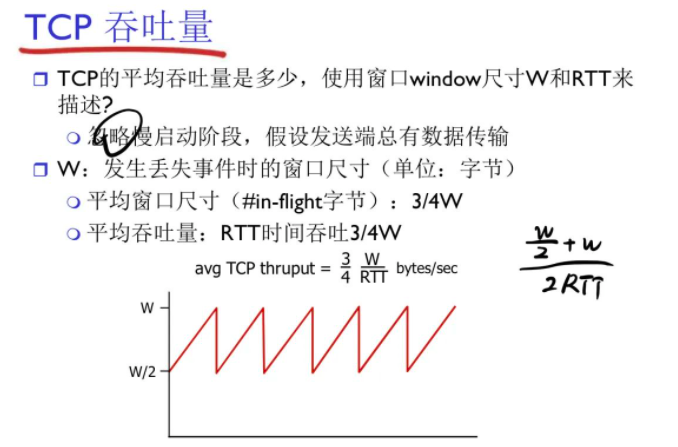 TCP 吞吐量
TCP的平均吞吐量是多少，使用窗口window尺寸W和RTT来
描述?
忽略慢启动阶段，假设发送端总有数据传输
W：发生丢失事件时的窗口尺寸（单位：字节）
平均窗口尺寸（#in-flight字节）：3/4W
平均吞吐量：RTT时间吞吐3/4W
avg TCP thruput = 3/4 W/RTT bytes/sec
W/2 + W
2RTT
W
W/2